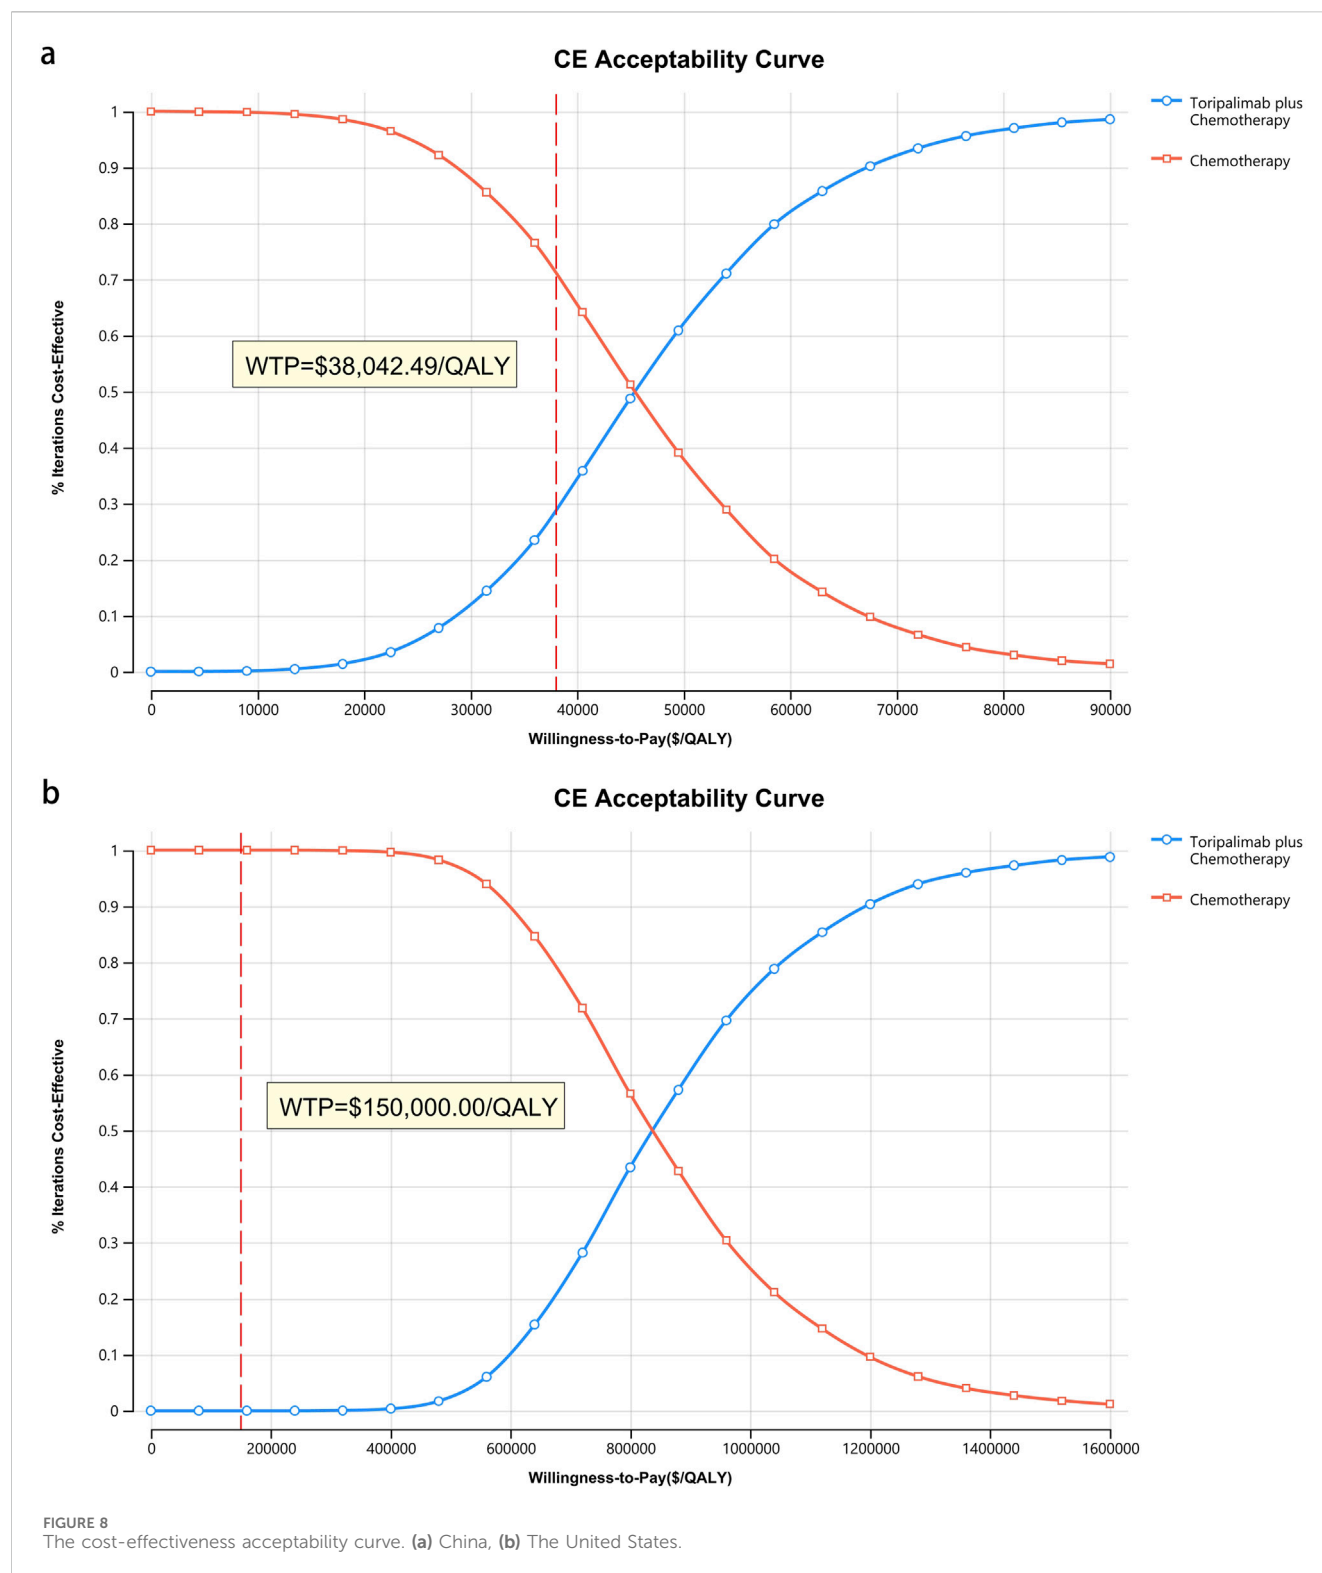 a
CE Acceptability Curve
Toripalimab plus
Chemotherapy
Chemotherapy
% Iterations Cost-Effective
1
0.9
0.8
0.7
0.6
0.5
0.4
0.3
0.2
0.1
0
WTP=$38,042.49/QALY
0 10000 20000 30000 40000 50000 60000 70000 80000 90000
Willingness-to-Pay($/QALY)
b
CE Acceptability Curve
Toripalimab plus
Chemotherapy
Chemotherapy
% Iterations Cost-Effective
1
0.9
0.8
0.7
0.6
0.5
0.4
0.3
0.2
0.1
0
WTP=$150,000.00/QALY
0 200000 400000 600000 800000 1000000 1200000 1400000 1600000
Willingness-to-Pay($/QALY)
FIGURE 8
The cost-effectiveness acceptability curve. (a) China, (b) The United States.